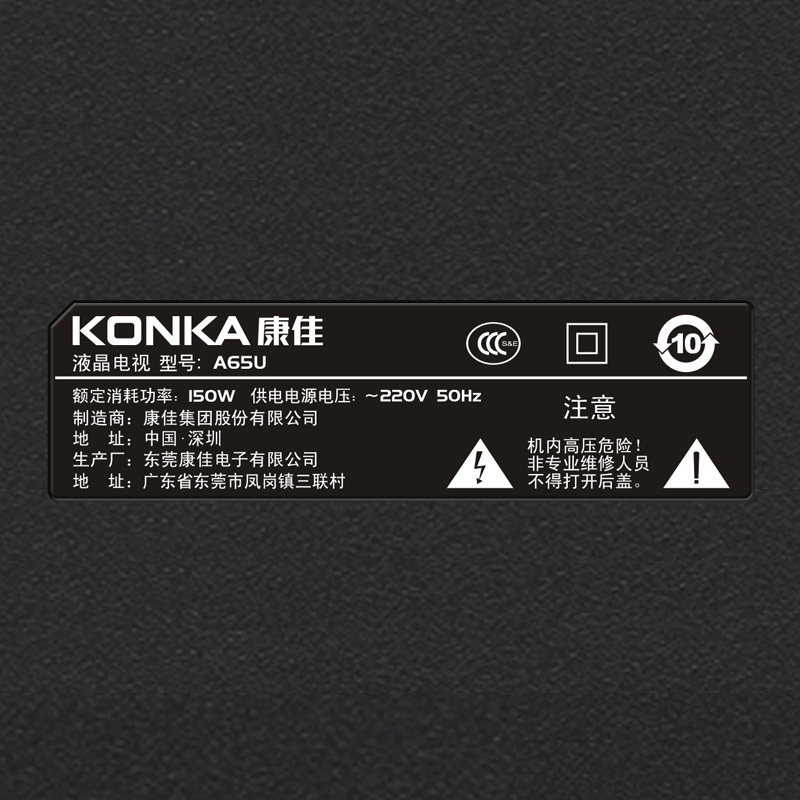 KONKA 康佳
液晶电视 型号: A65U
CCC S&E
10
额定消耗功率: 150W 供电电源电压: ~220V 50Hz
制造商: 康佳集团股份有限公司
地 址: 中国·深圳
生产厂: 东莞康佳电子有限公司
地 址: 广东省东莞市凤岗镇三联村
注意
机内高压危险!
非专业维修人员
不得打开后盖。